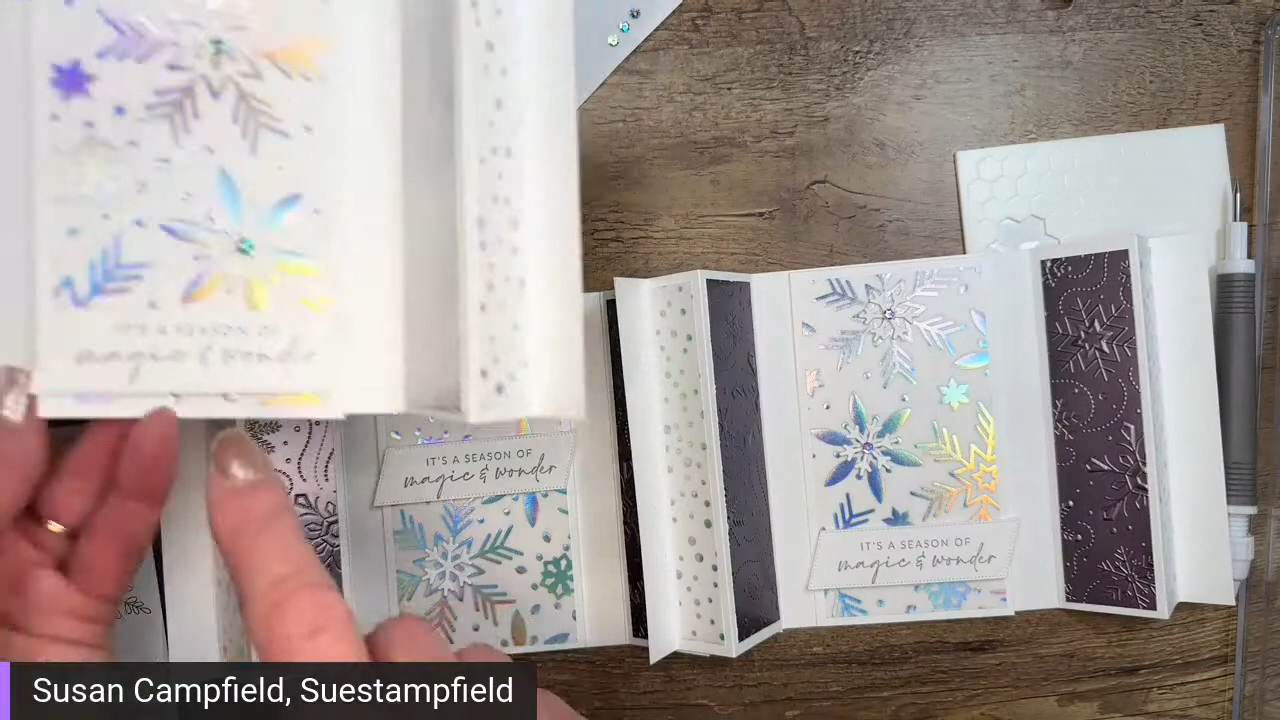 IT'S A SEASON OF
magic & wonder
IT'S A SEASON OF
magic & wonder
IT'S A SEASON OF
magic & wonder
Susan Campfield, Suestampfield